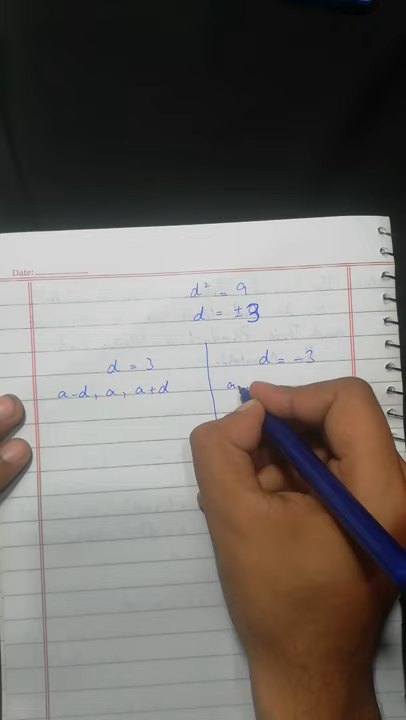 Date:
d² = 9
d = ±3
d = 3
a-d, a, a+d
d = -3
a